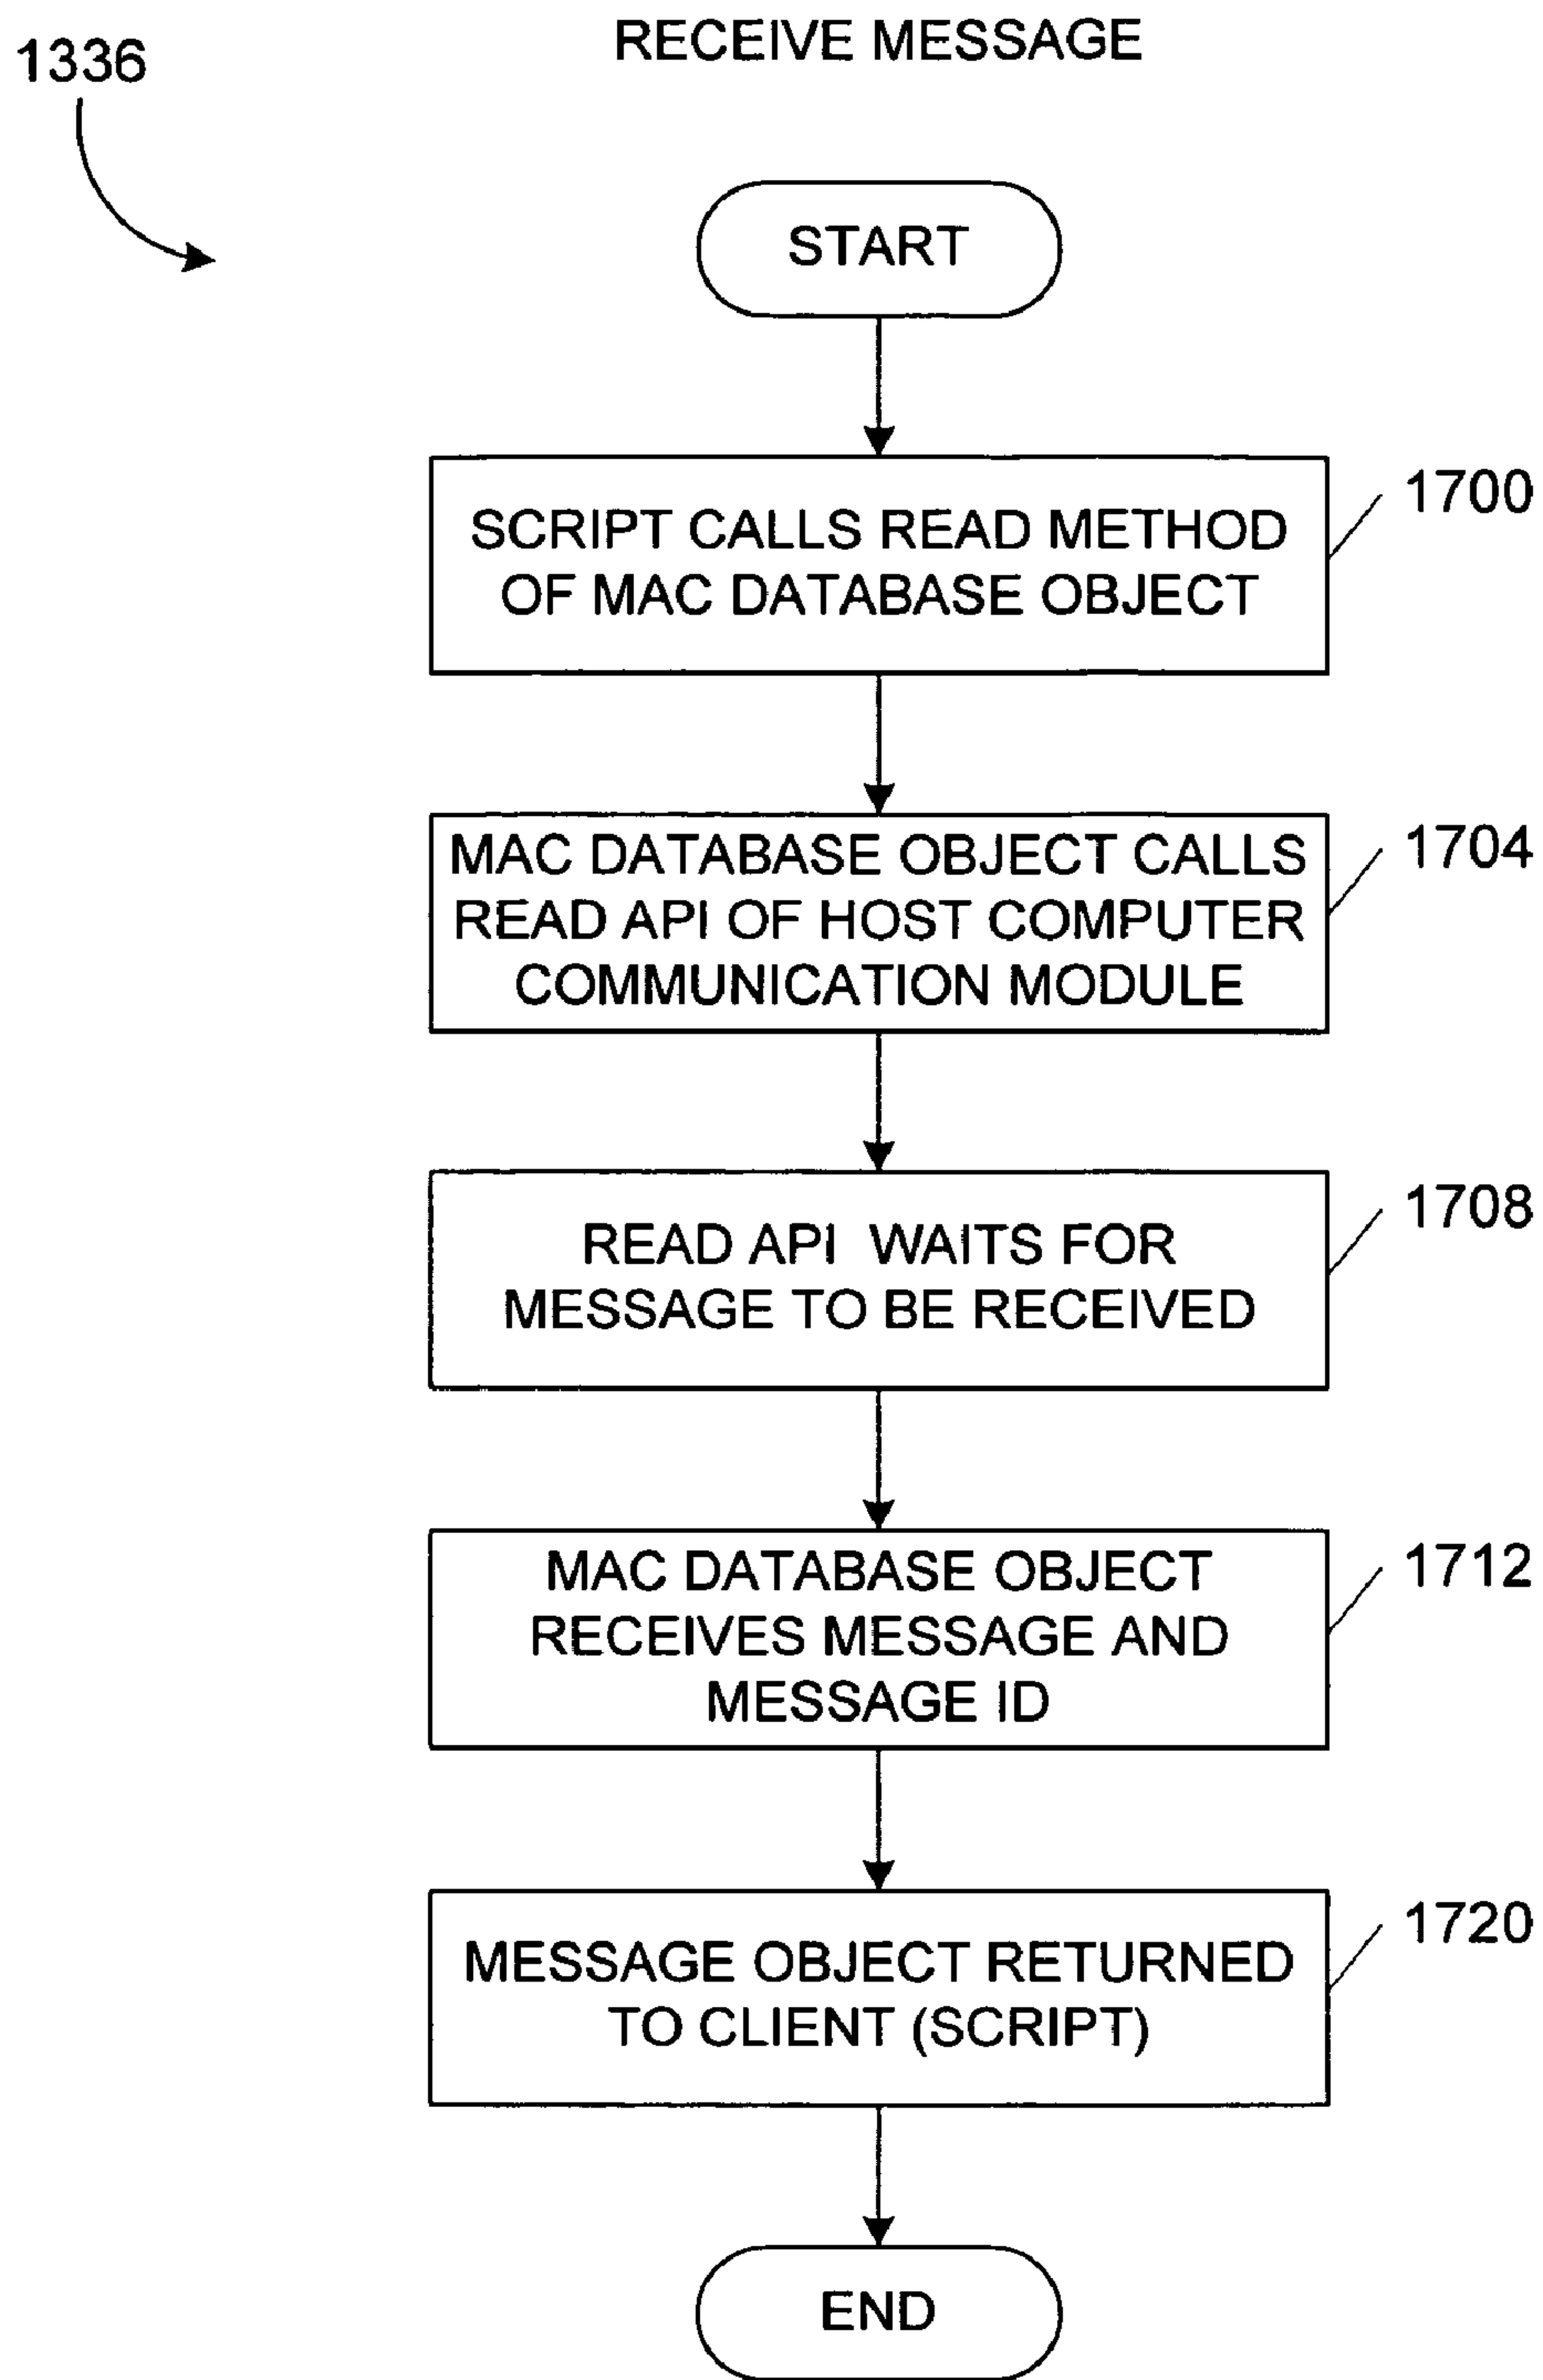 RECEIVE MESSAGE
1336
START
SCRIPT CALLS READ METHOD
OF MAC DATABASE OBJECT
1700
MAC DATABASE OBJECT CALLS
READ API OF HOST COMPUTER
COMMUNICATION MODULE
1704
READ API WAITS FOR
MESSAGE TO BE RECEIVED
1708
MAC DATABASE OBJECT
RECEIVES MESSAGE AND
MESSAGE ID
1712
MESSAGE OBJECT RETURNED
TO CLIENT (SCRIPT)
1720
END